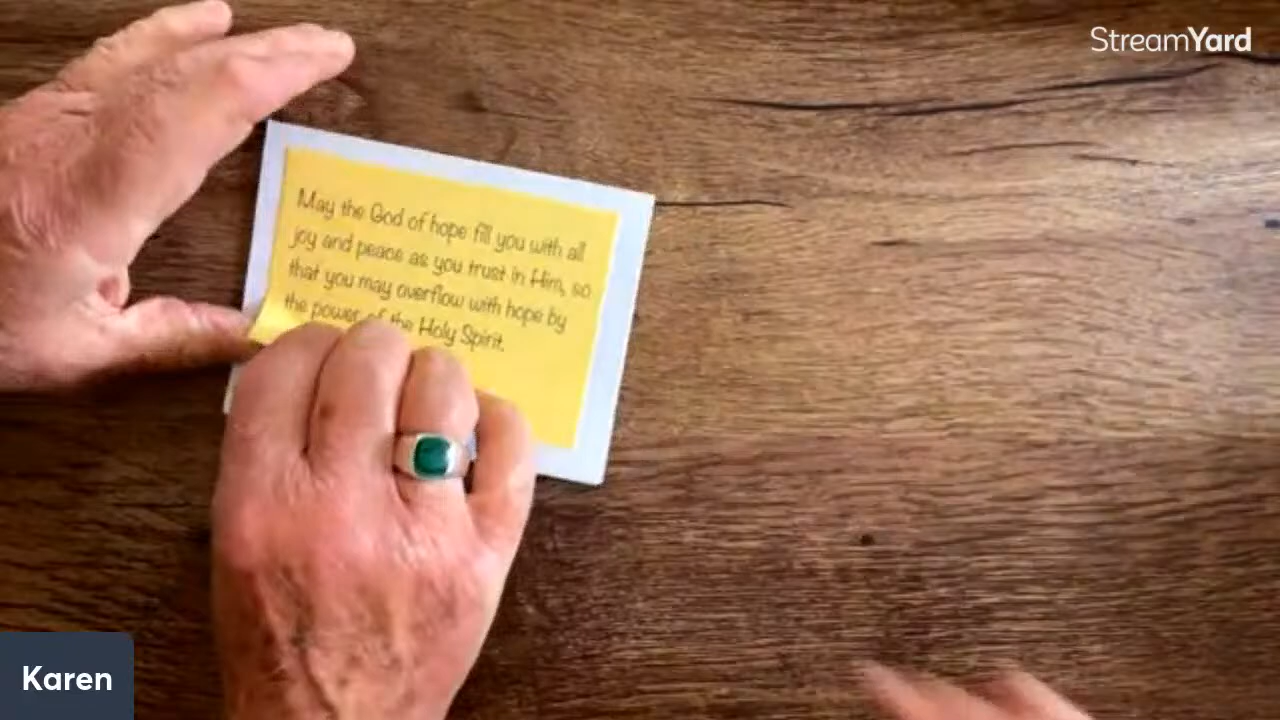 StreamYard
May the God of hope fill you with all
joy and peace as you trust in Him, so
that you may overflow with hope by
the power of the Holy Spirit.
Karen